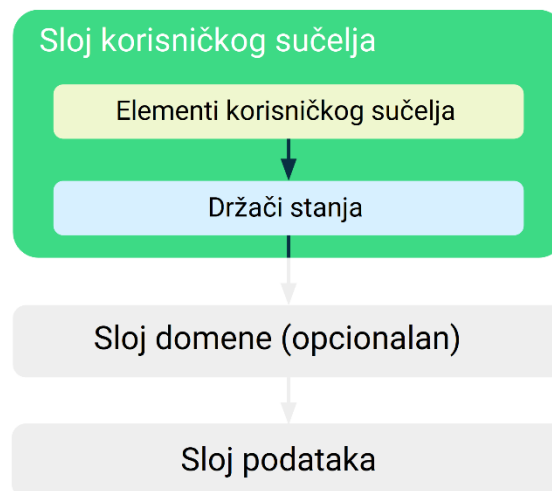 Sloj korisničkog sučelja
Elementi korisničkog sučelja
Držači stanja
Sloj domene (opcionalan)
Sloj podataka